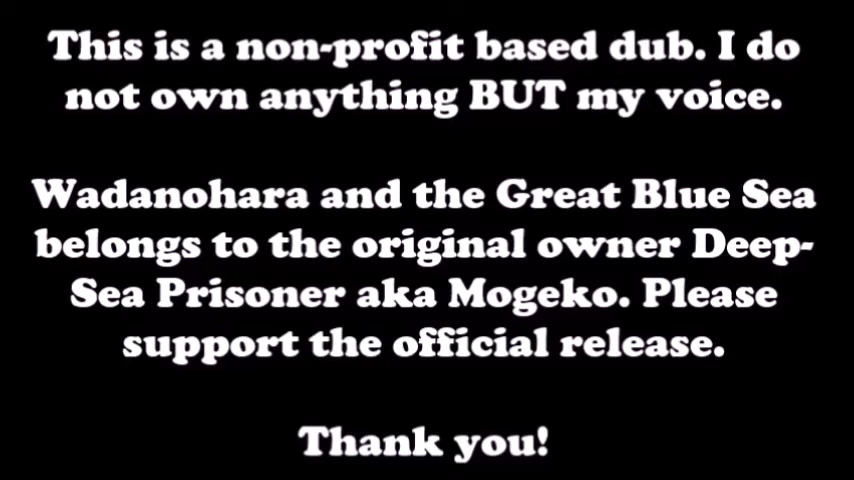 This is a non-profit based dub. I do
not own anything BUT my voice.
Wadanohara and the Great Blue Sea
belongs to the original owner Deep-
Sea Prisoner aka Mogeko. Please
support the official release.
Thank you!